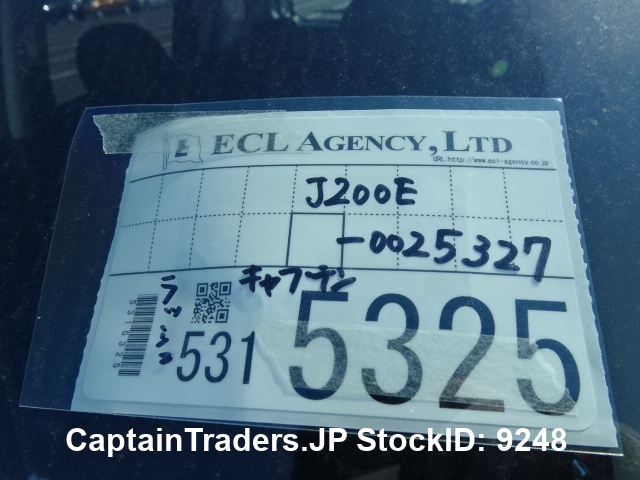 ECL AGENCY, LTD
URL:http://www.ecl-agency.co.jp
J200E
-0025327
ラッシュ
キャプテン
5315325
531 5325
CaptainTraders.JP StockID: 9248